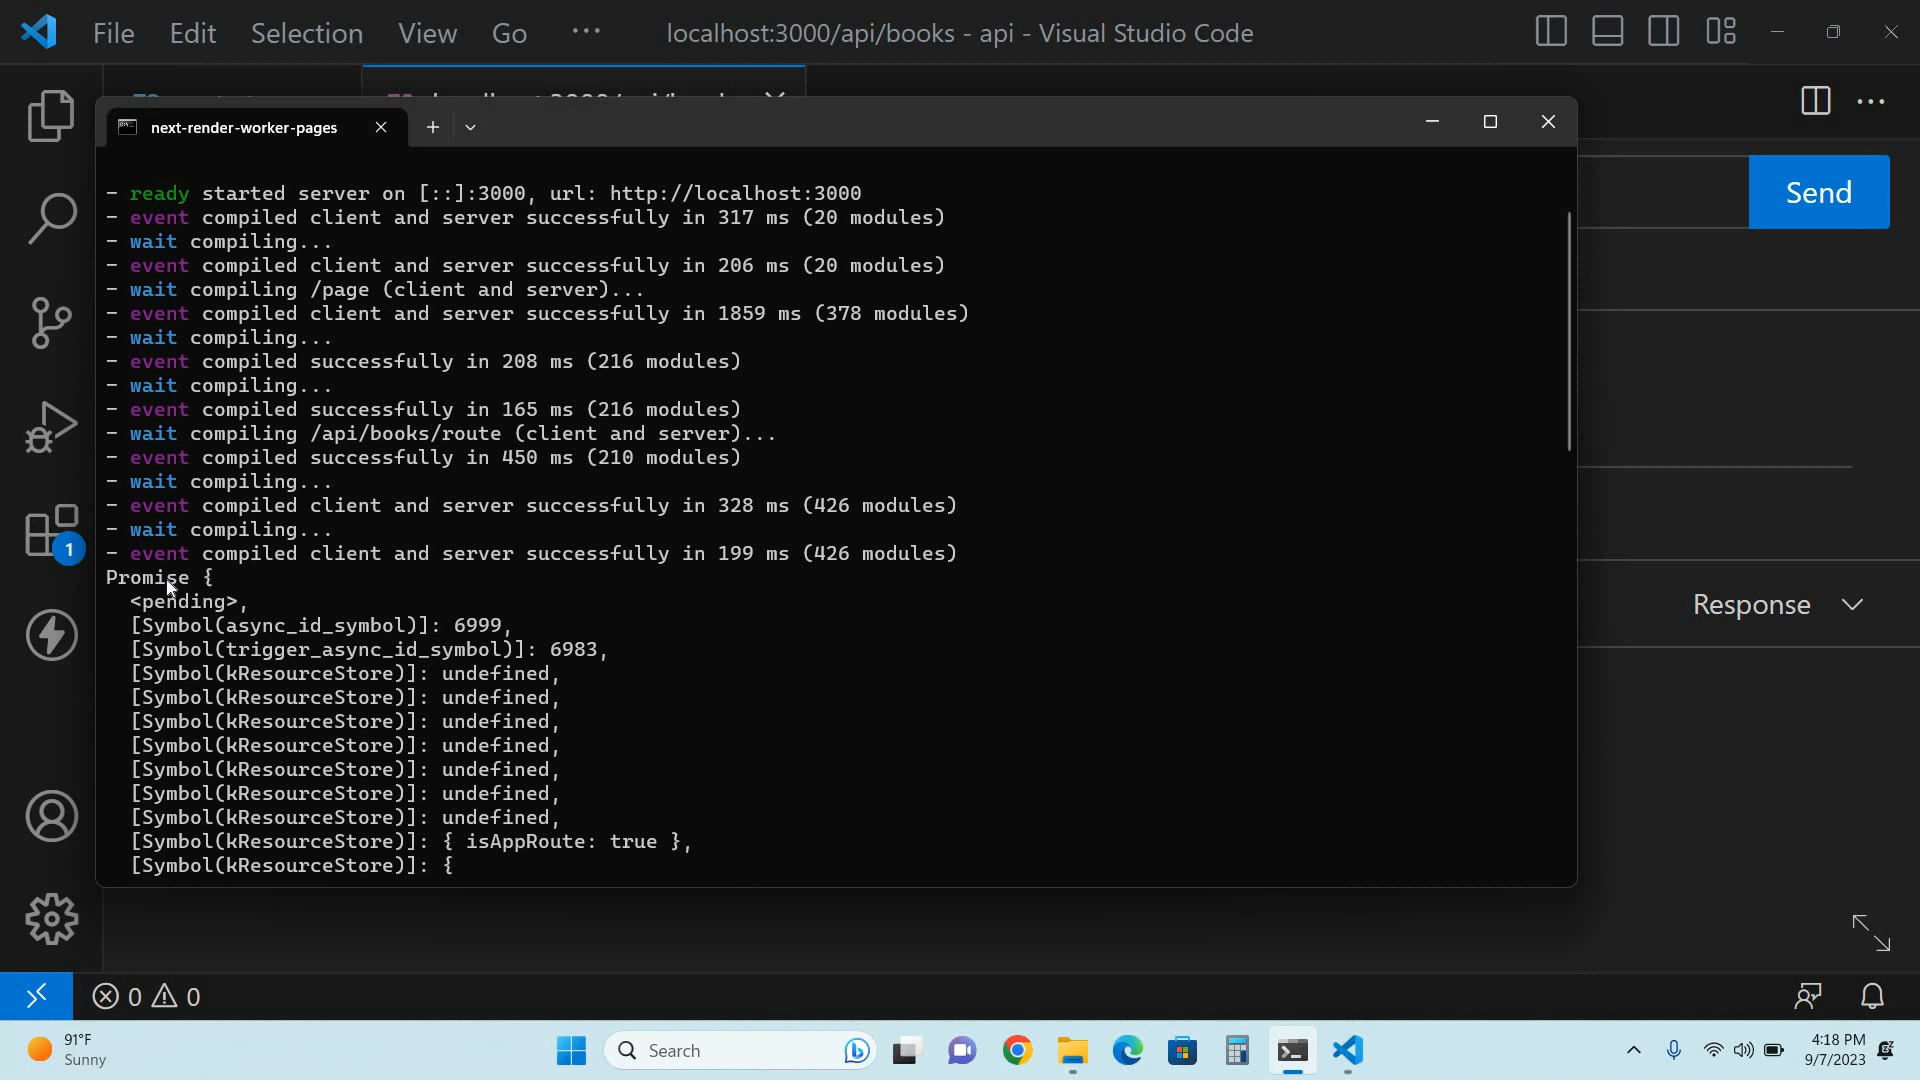 File Edit Selection View Go ··· localhost:3000/api/books - api - Visual Studio Code
next-render-worker-pages
Send
- ready started server on [::]:3000, url: http://localhost:3000
- event compiled client and server successfully in 317 ms (20 modules)
- wait compiling...
- event compiled client and server successfully in 206 ms (20 modules)
- wait compiling /page (client and server)...
- event compiled client and server successfully in 1859 ms (378 modules)
- wait compiling...
- event compiled successfully in 208 ms (216 modules)
- wait compiling...
- event compiled successfully in 165 ms (216 modules)
- wait compiling /api/books/route (client and server)...
- event compiled successfully in 450 ms (210 modules)
- wait compiling...
- event compiled client and server successfully in 328 ms (426 modules)
- wait compiling...
- event compiled client and server successfully in 199 ms (426 modules)
Promise {
<pending>,
[Symbol(async_id_symbol)]: 6999,
[Symbol(trigger_async_id_symbol)]: 6983,
[Symbol(kResourceStore)]: undefined,
[Symbol(kResourceStore)]: undefined,
[Symbol(kResourceStore)]: undefined,
[Symbol(kResourceStore)]: undefined,
[Symbol(kResourceStore)]: undefined,
[Symbol(kResourceStore)]: undefined,
[Symbol(kResourceStore)]: undefined,
[Symbol(kResourceStore)]: { isAppRoute: true },
[Symbol(kResourceStore)]: {
Response
1
0 0
91°F
Sunny
Search
4:18 PM
9/7/2023